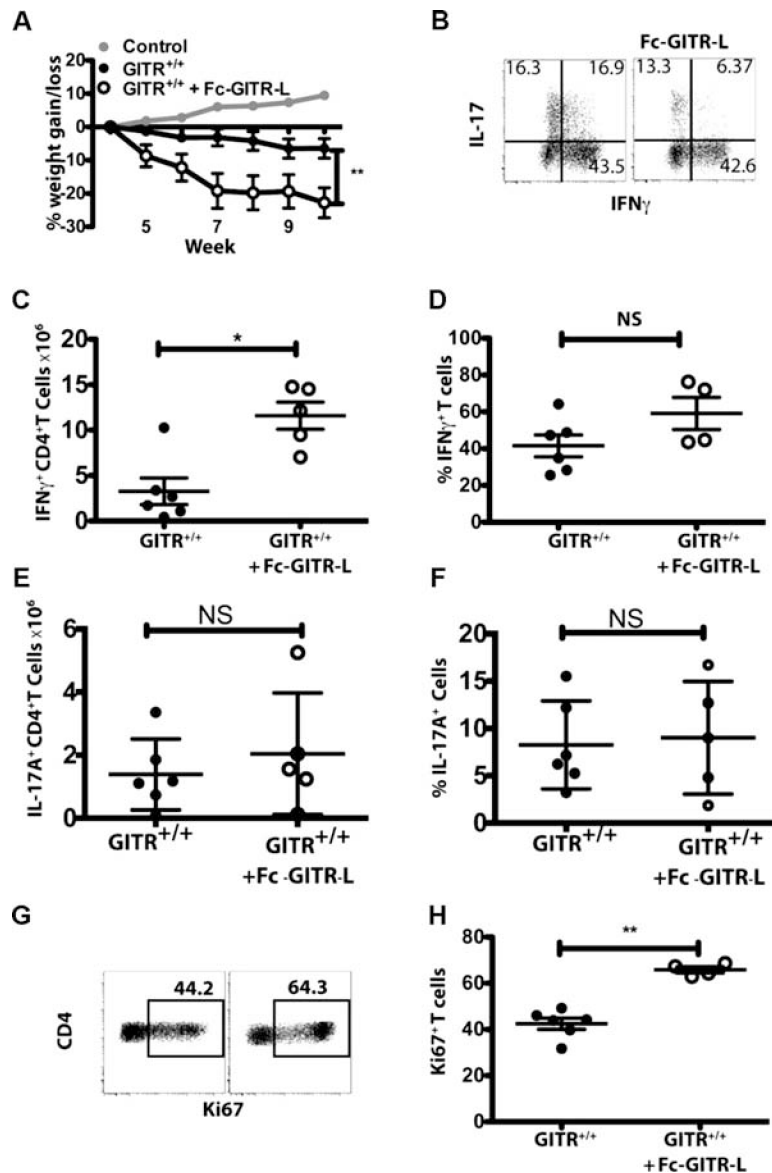 A
Control
GITR+/+
GITR+/+ + Fc-GITR-L
% weight gain/loss
20
10
0
-10
-20
-30
5 7 9
Week
**
B
Fc-GITR-L
16.3 16.9 13.3 6.37
IL-17
43.5 42.6
IFNγ
C
IFNγ+ CD4+T Cells x10⁶
20
15
10
5
0
*
GITR+/+ GITR+/+
+Fc-GITR-L
D
% IFNγ+ T cells
100
80
60
40
20
0
NS
GITR+/+ GITR+/+
+Fc-GITR-L
E
IL-17A+ CD4+T Cells x10⁶
6
4
2
0
NS
GITR+/+ GITR+/+
+Fc-GITR-L
F
% IL-17A+ Cells
20
15
10
5
0
NS
GITR+/+ GITR+/+
+Fc-GITR-L
G
44.2 64.3
CD4
Ki67
H
Ki67+ T cells
80
60
40
20
0
**
GITR+/+ GITR+/+
+Fc-GITR-L